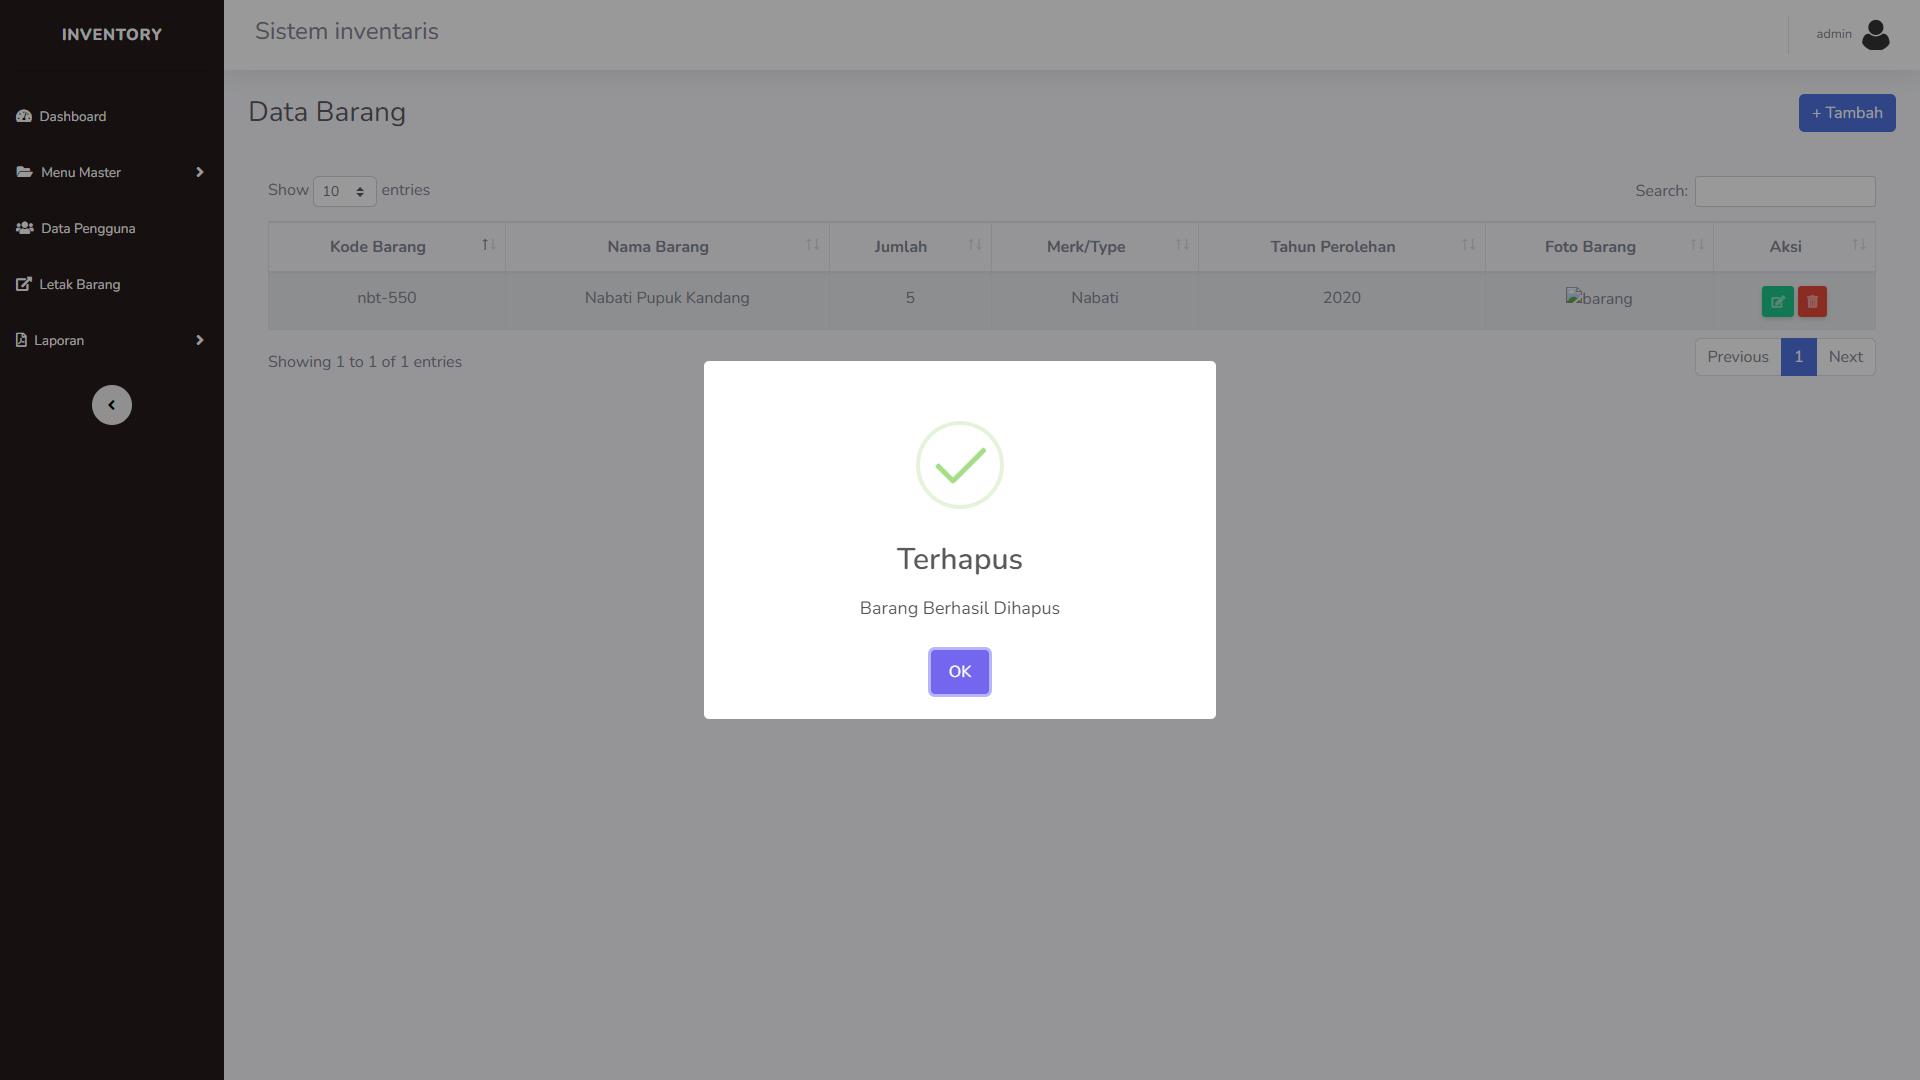 INVENTORY
Sistem inventaris
admin
Dashboard
Menu Master
Data Pengguna
Letak Barang
Laporan
Data Barang
+ Tambah
Show 10 entries
Search:
Kode Barang Nama Barang Jumlah Merk/Type Tahun Perolehan Foto Barang Aksi
nbt-550 Nabati Pupuk Kandang 5 Nabati 2020 barang
Showing 1 to 1 of 1 entries
Previous 1 Next
Terhapus
Barang Berhasil Dihapus
OK